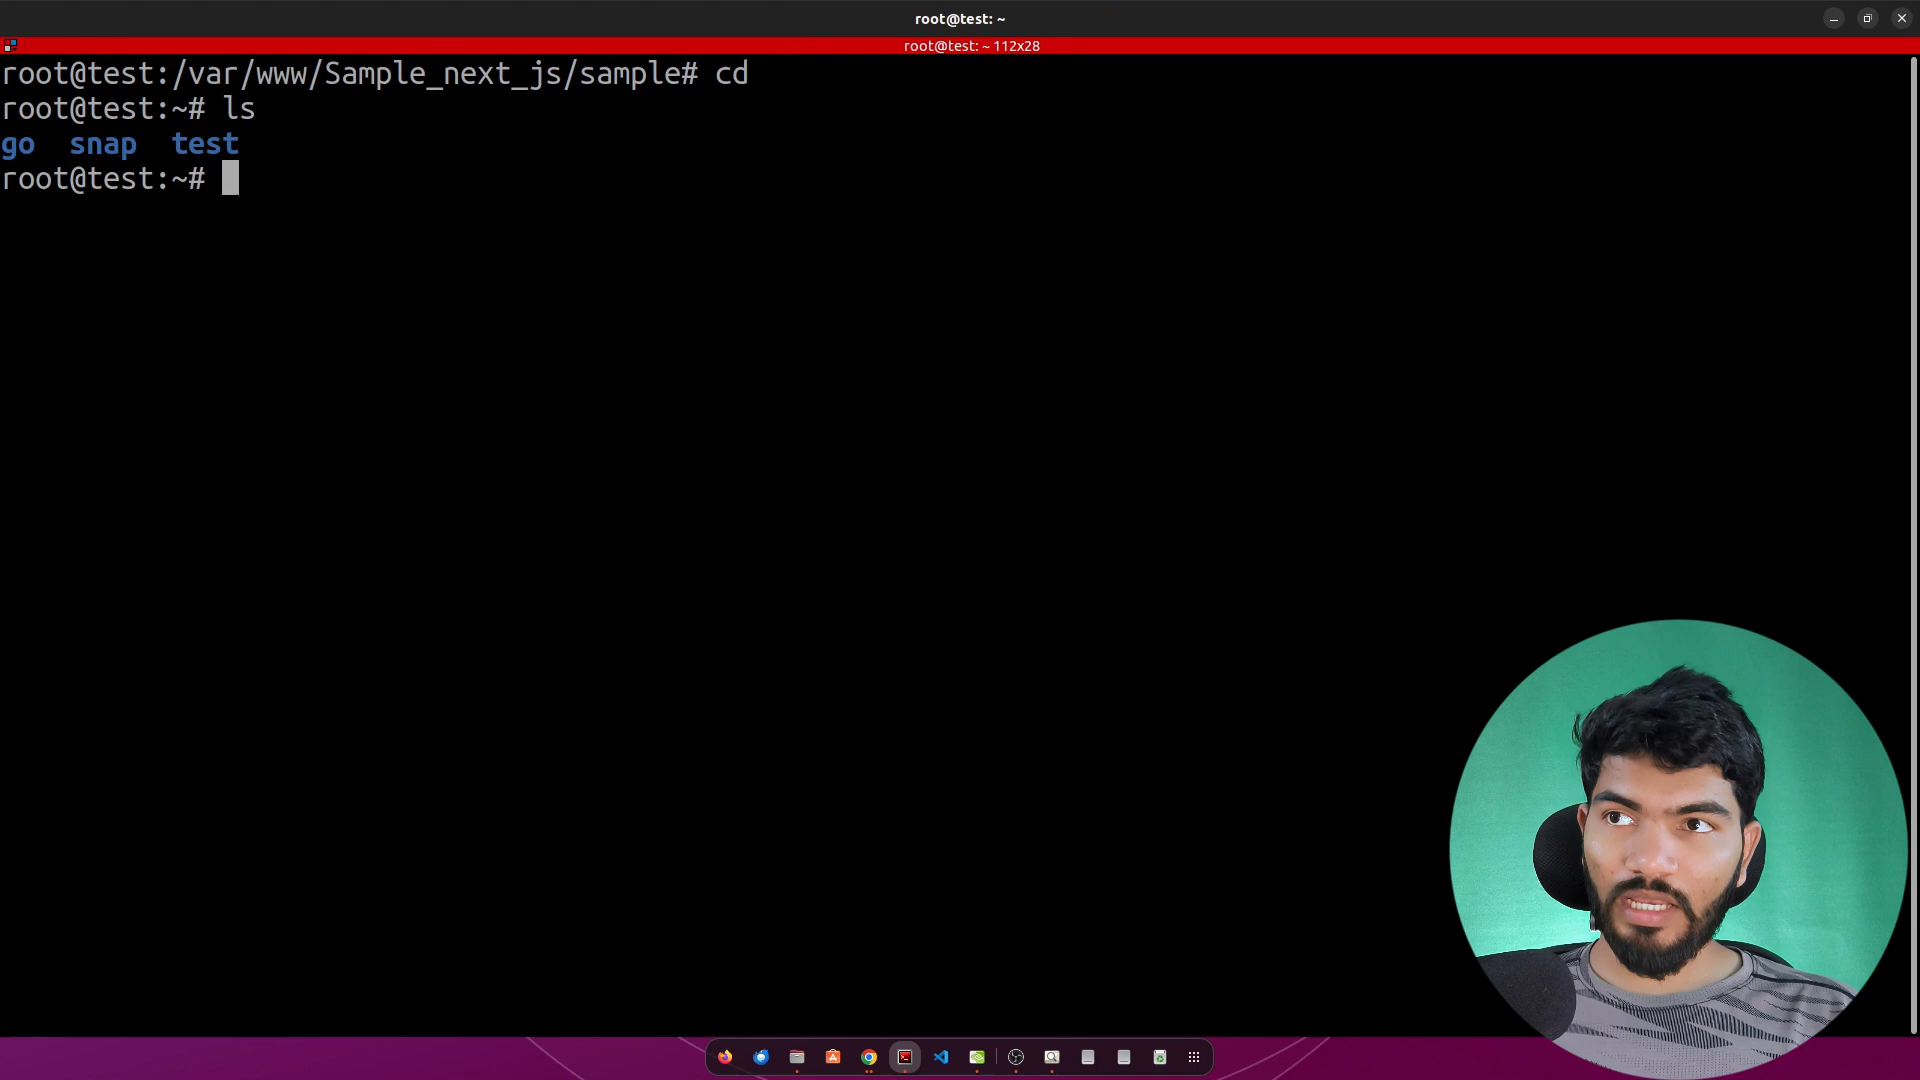 root@test: ~
root@test: ~ 112x28
root@test:/var/www/Sample_next_js/sample# cd
root@test:~# ls
go  snap  test
root@test:~#